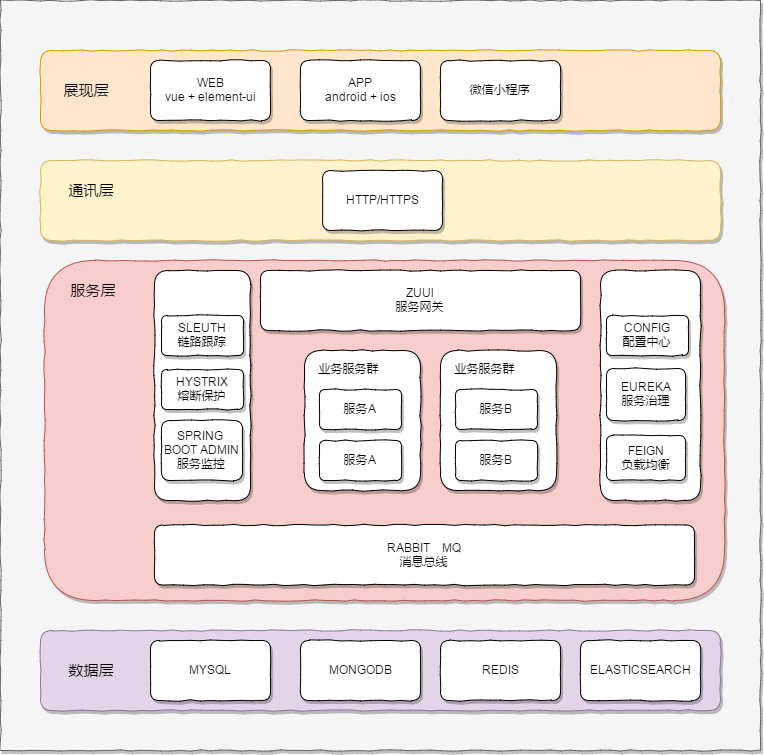 展现层
WEB
vue + element-ui
APP
android + ios
微信小程序
通讯层
HTTP/HTTPS
服务层
ZUUI
服务网关
SLEUTH
链路跟踪
HYSTRIX
熔断保护
SPRING
BOOT ADMIN
服务监控
业务服务群
服务A
服务A
业务服务群
服务B
服务B
CONFIG
配置中心
EUREKA
服务治理
FEIGN
负载均衡
RABBIT MQ
消息总线
数据层
MYSQL
MONGODB
REDIS
ELASTICSEARCH